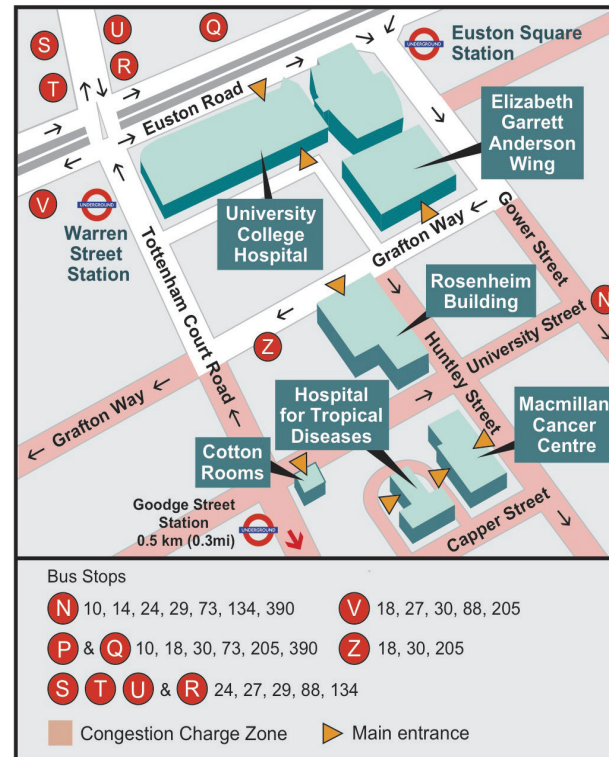 S
U
Q
T
R
UNDERGROUND
Euston Square
Station
Euston Road
Elizabeth
Garrett
Anderson
Wing
V
UNDERGROUND
Warren
Street
Station
University
College
Hospital
Tottenham Court Road
Grafton Way
Gower Street
N
Rosenheim
Building
University Street
Z
Huntley Street
Grafton Way
Hospital
for Tropical
Diseases
Macmillan
Cancer
Centre
Cotton
Rooms
Goodge Street
Station
0.5 km (0.3mi)
UNDERGROUND
Capper Street
Bus Stops
N 10, 14, 24, 29, 73, 134, 390
V 18, 27, 30, 88, 205
P & Q 10, 18, 30, 73, 205, 390
Z 18, 30, 205
S T U & R 24, 27, 29, 88, 134
Congestion Charge Zone
Main entrance